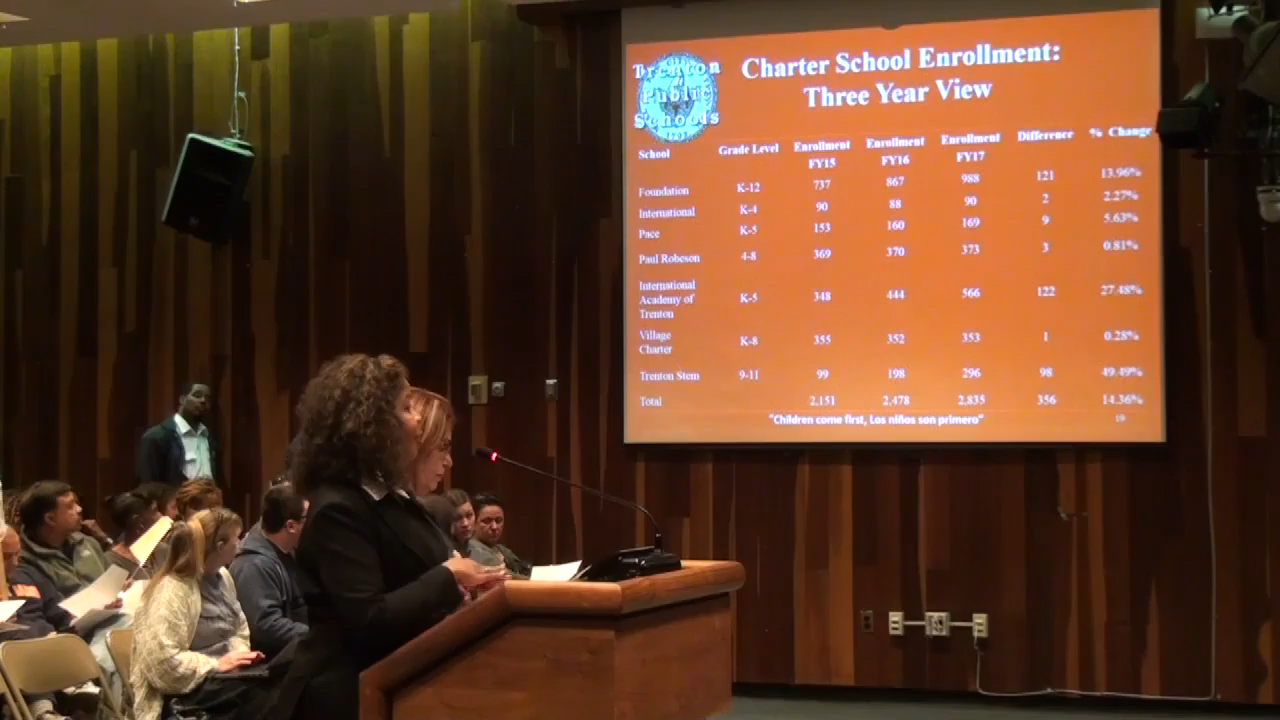 Trenton
Public
Schools
Charter School Enrollment:
Three Year View
School Grade Level Enrollment FY15 Enrollment FY16 Enrollment FY17 Difference % Change
Foundation K-12 737 867 988 121 13.96%
International K-4 90 88 90 2 2.27%
Pace K-5 153 160 169 9 5.63%
Paul Robeson 4-8 369 370 373 3 0.81%
International
Academy of K-5 348 444 566 122 27.48%
Trenton
Village
Charter K-8 355 352 353 1 0.28%
Trenton Stem 9-11 99 198 296 98 49.49%
Total 2,151 2,478 2,835 356 14.36%
"Children come first, Los niños son primero"
19